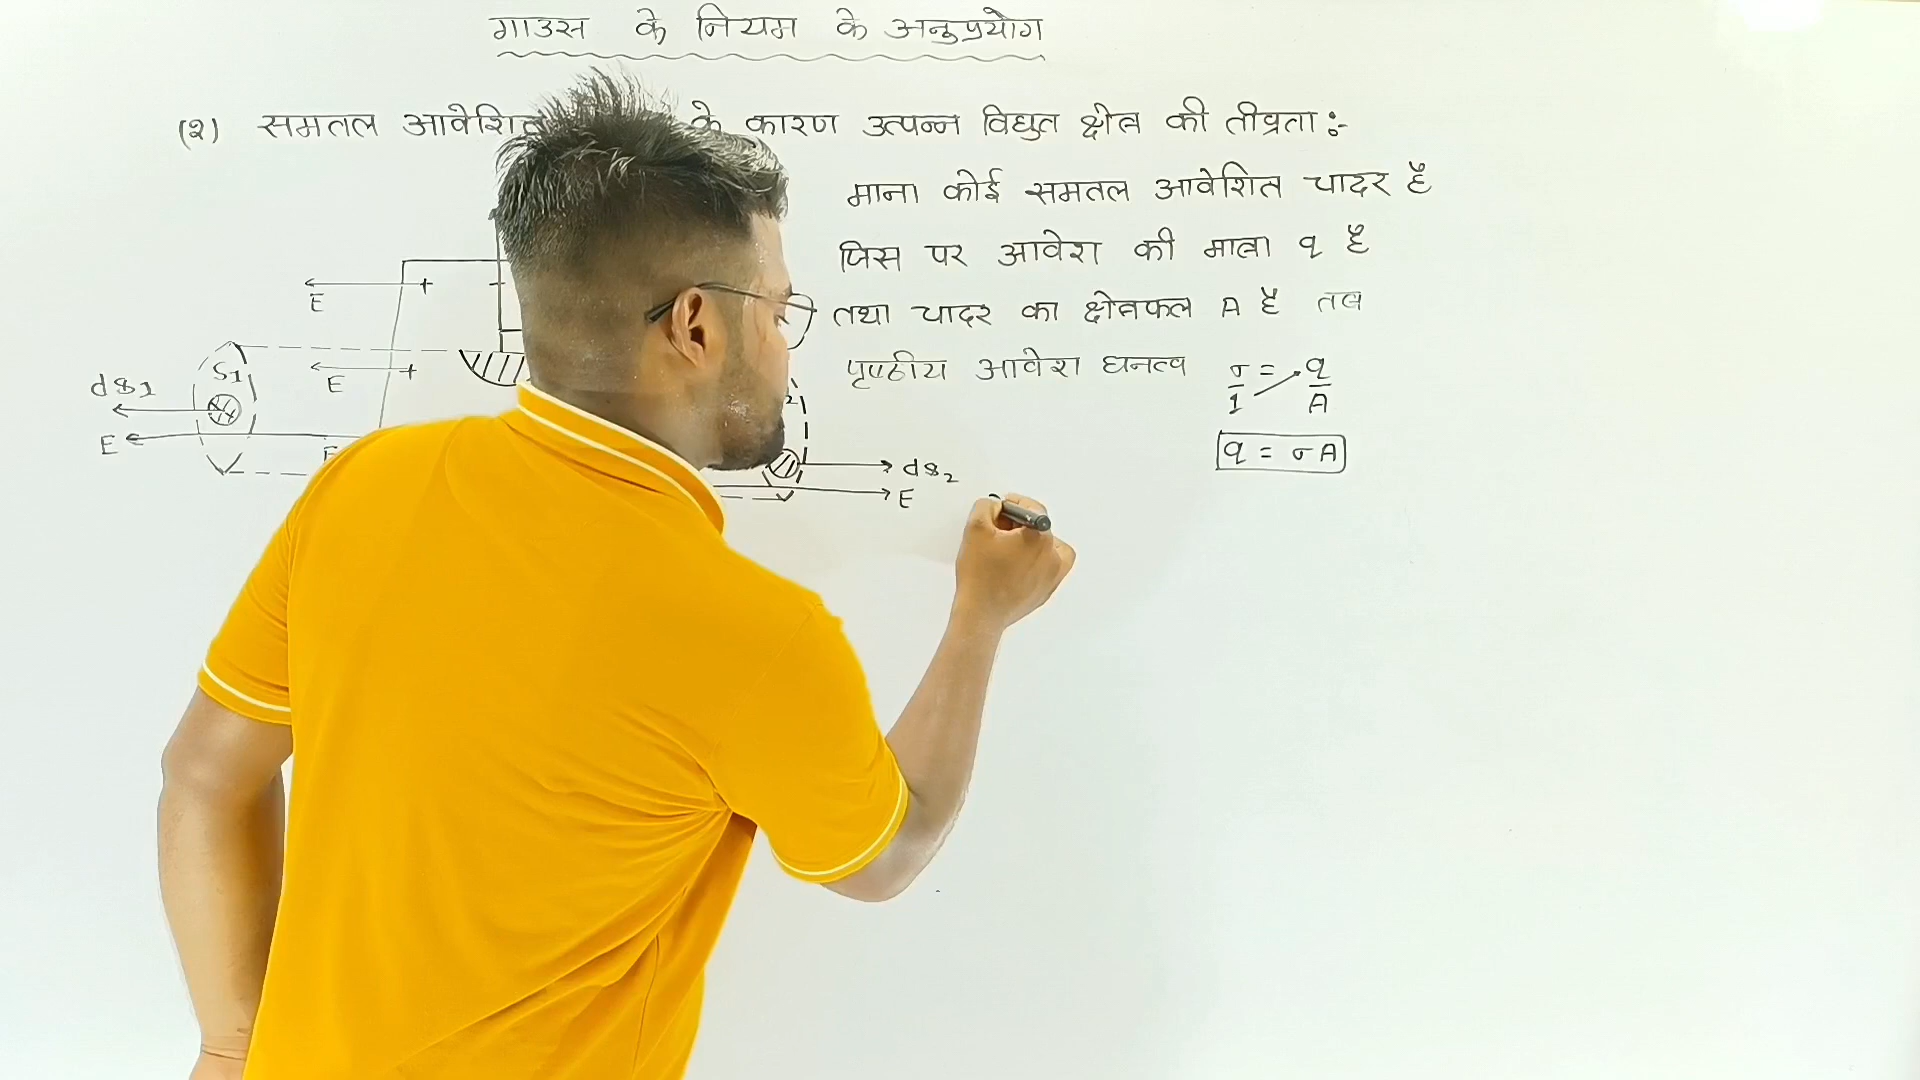 गाउस के नियम के अनुप्रयोग
(२) समतल आवेशित के कारण उत्पन्न विद्युत क्षेत्र की तीव्रता :-
माना कोई समतल आवेशित चादर है
जिस पर आवेश की मात्रा q है
तथा चादर का क्षेत्रफल A है तब
पृष्ठीय आवेश घनत्व σ/1 = q/A
q = σA
E +
E +
S1
ds1
E
E
2
ds2
E